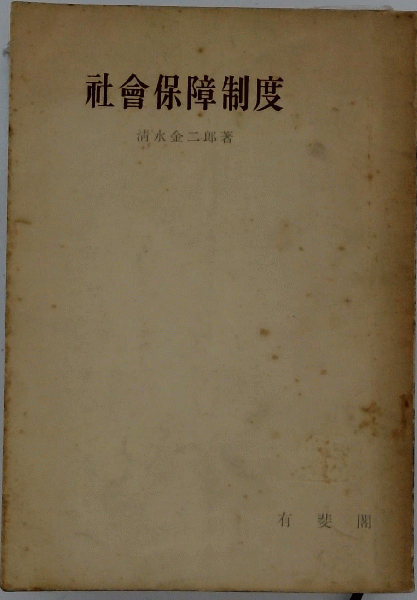 社會保障制度
清水金二郎著
有斐閣